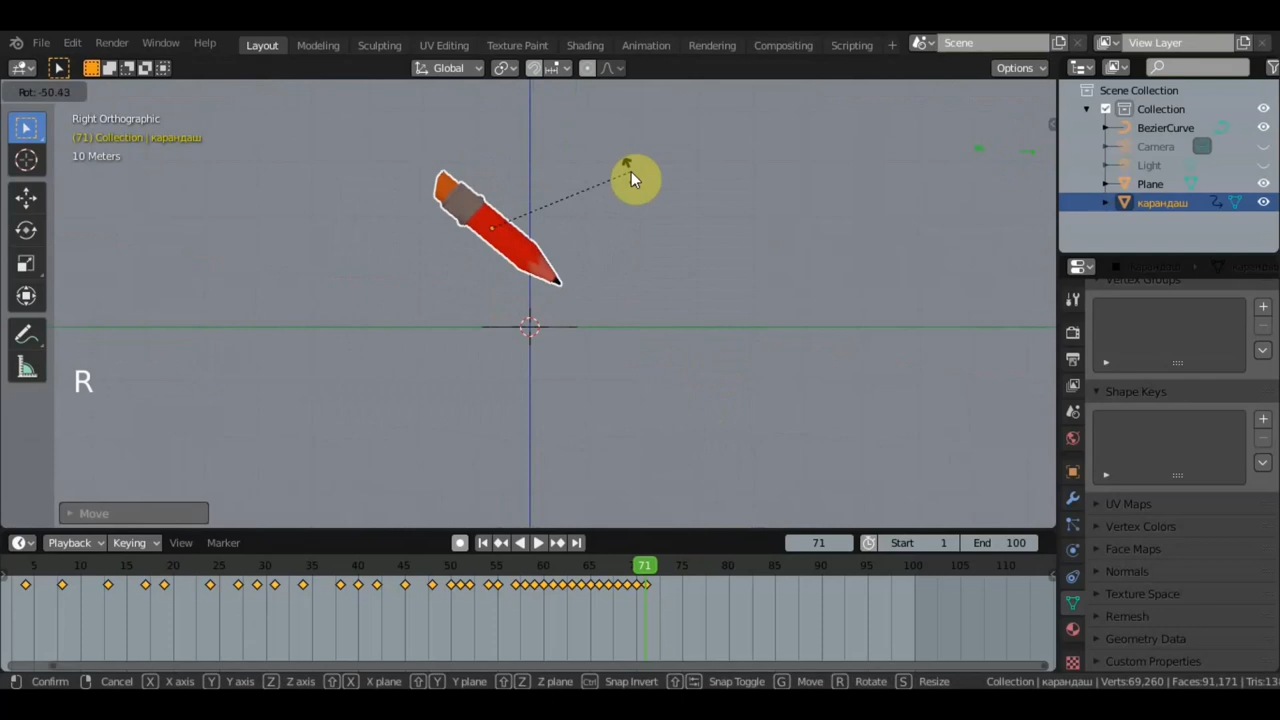 File Edit Render Window Help Layout Modeling Sculpting UV Editing Texture Paint Shading Animation Rendering Compositing Scripting + Scene View Layer
Global Options
Rot: -50.43
Right Orthographic
(71) Collection | карандаш
10 Meters
Scene Collection
Collection
BezierCurve
Camera
Light
Plane
карандаш
Vertex Groups
R
Shape Keys
Move
UV Maps
Vertex Colors
Face Maps
Normals
Texture Space
Remesh
Geometry Data
Custom Properties
Playback Keying View Marker 71 Start 1 End 100
5 10 15 20 25 30 35 40 45 50 55 60 65 71 75 80 85 90 95 100 105 110
Confirm Cancel X X axis Y Y axis Z Z axis X X plane Y Y plane Z Z plane Ctrl Snap Invert Snap Toggle G Move R Rotate S Resize Collection | карандаш | Verts:69,260 | Faces:91,171 | Tris:13